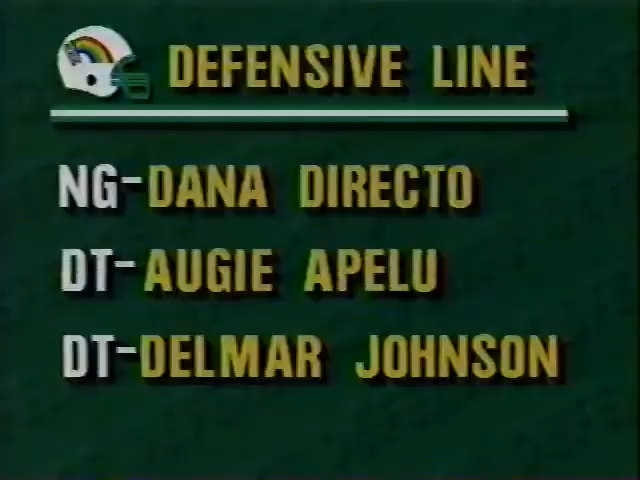 DEFENSIVE LINE
NG-DANA DIRECTO
DT-AUGIE APELU
DT-DELMAR JOHNSON